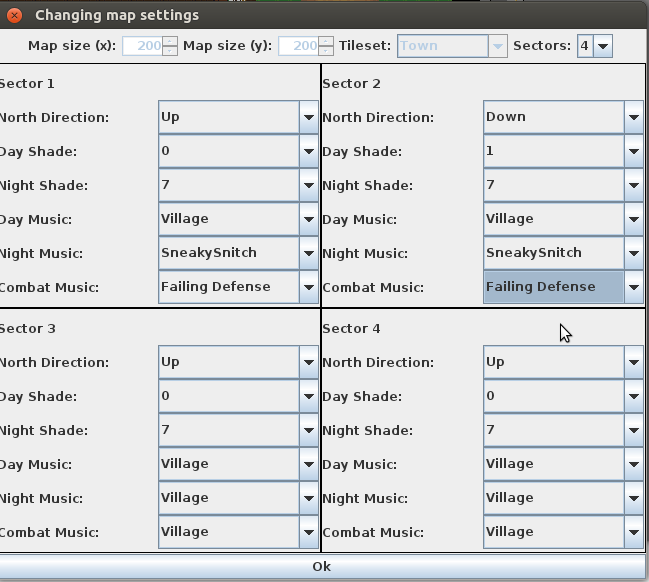 Changing map settings
Map size (x): 200 Map size (y): 200 Tileset: Town Sectors: 4
Sector 1
North Direction: Up
Day Shade: 0
Night Shade: 7
Day Music: Village
Night Music: SneakySnitch
Combat Music: Failing Defense
Sector 2
North Direction: Down
Day Shade: 1
Night Shade: 7
Day Music: Village
Night Music: SneakySnitch
Combat Music: Failing Defense
Sector 3
North Direction: Up
Day Shade: 0
Night Shade: 7
Day Music: Village
Night Music: Village
Combat Music: Village
Sector 4
North Direction: Up
Day Shade: 0
Night Shade: 7
Day Music: Village
Night Music: Village
Combat Music: Village
Ok